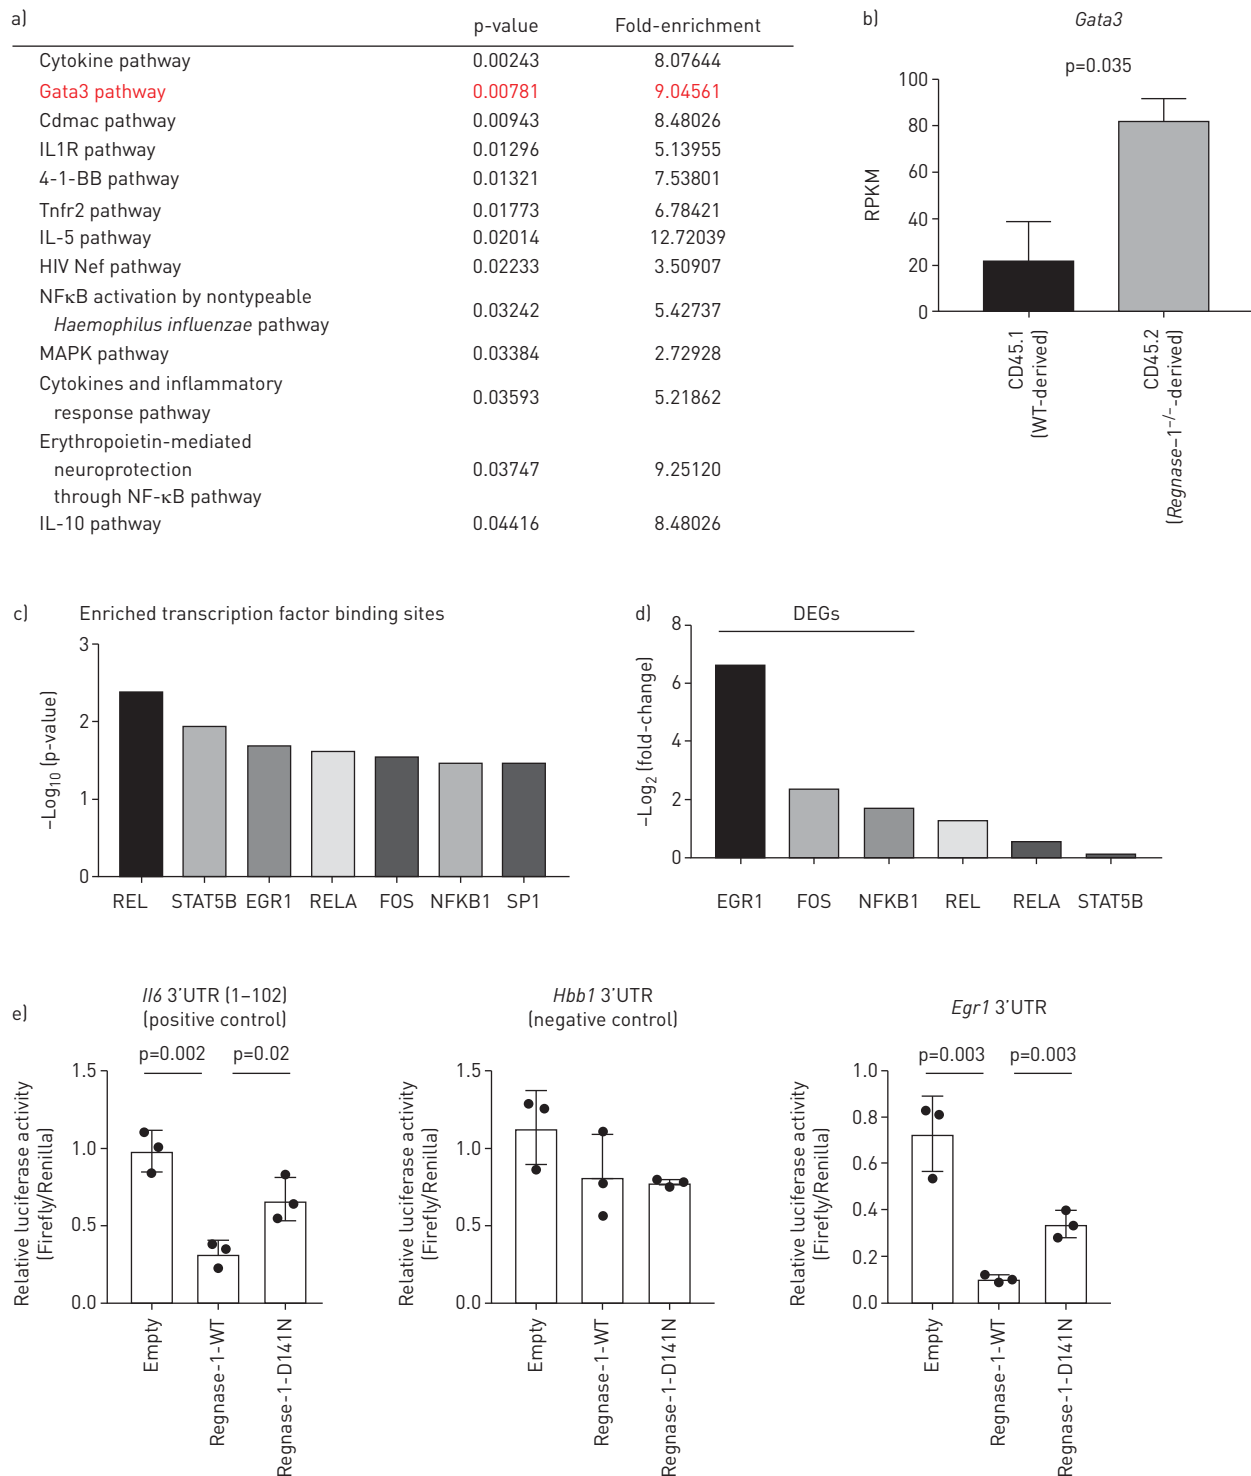 a)
p-value Fold-enrichment
Cytokine pathway 0.00243 8.07644
Gata3 pathway 0.00781 9.04561
Cdmac pathway 0.00943 8.48026
IL1R pathway 0.01296 5.13955
4-1-BB pathway 0.01321 7.53801
Tnfr2 pathway 0.01773 6.78421
IL-5 pathway 0.02014 12.72039
HIV Nef pathway 0.02233 3.50907
NFκB activation by nontypeable
Haemophilus influenzae pathway 0.03242 5.42737
MAPK pathway 0.03384 2.72928
Cytokines and inflammatory
response pathway 0.03593 5.21862
Erythropoietin-mediated
neuroprotection 0.03747 9.25120
through NF-κB pathway
IL-10 pathway 0.04416 8.48026
b)
Gata3
p=0.035
RPKM
100
80
60
40
20
0
CD45.1
(WT-derived)
CD45.2
(Regnase–1–/–-derived)
c) Enriched transcription factor binding sites
–Log10 (p-value)
3
2
1
0
REL STAT5B EGR1 RELA FOS NFKB1 SP1
d)
DEGs
–Log2 (fold-change)
8
6
4
2
0
EGR1 FOS NFKB1 REL RELA STAT5B
e)
Il6 3'UTR (1–102)
(positive control)
p=0.002 p=0.02
Relative luciferase activity
(Firefly/Renilla)
1.5
1.0
0.5
0.0
Empty
Regnase-1-WT
Regnase-1-D141N
Hbb1 3'UTR
(negative control)
Relative luciferase activity
(Firefly/Renilla)
1.5
1.0
0.5
0.0
Empty
Regnase-1-WT
Regnase-1-D141N
Egr1 3'UTR
p=0.003 p=0.003
Relative luciferase activity
(Firefly/Renilla)
1.0
0.8
0.6
0.4
0.2
0.0
Empty
Regnase-1-WT
Regnase-1-D141N